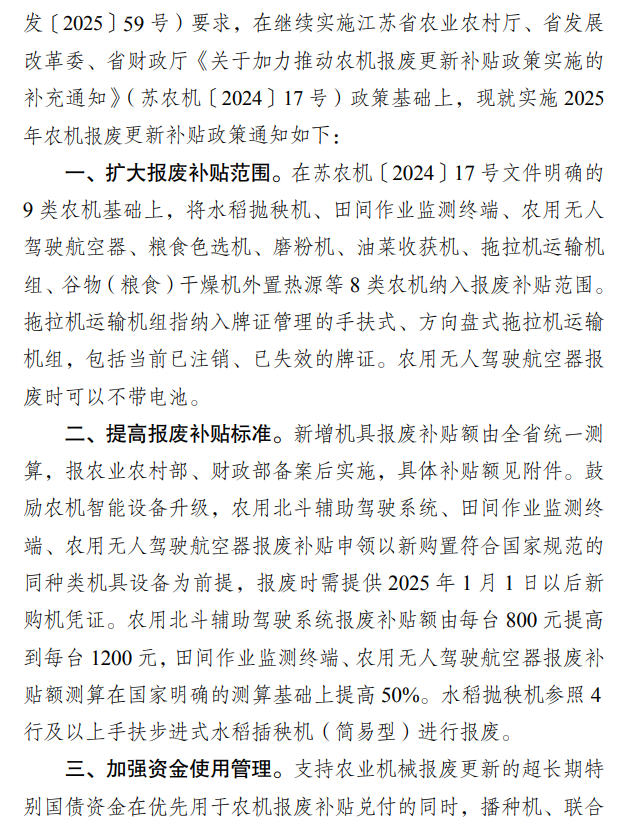 发〔2025〕59 号）要求，在继续实施江苏省农业农村厅、省发展
改革委、省财政厅《关于加力推动农机报废更新补贴政策实施的
补充通知》（苏农机〔2024〕17 号）政策基础上，现就实施 2025
年农机报废更新补贴政策通知如下：
一、扩大报废补贴范围。在苏农机〔2024〕17 号文件明确的
9 类农机基础上，将水稻抛秧机、田间作业监测终端、农用无人
驾驶航空器、粮食色选机、磨粉机、油菜收获机、拖拉机运输机
组、谷物（粮食）干燥机外置热源等 8 类农机纳入报废补贴范围。
拖拉机运输机组指纳入牌证管理的手扶式、方向盘式拖拉机运输
机组，包括当前已注销、已失效的牌证。农用无人驾驶航空器报
废时可以不带电池。
二、提高报废补贴标准。新增机具报废补贴额由全省统一测
算，报农业农村部、财政部备案后实施，具体补贴额见附件。鼓
励农机智能设备升级，农用北斗辅助驾驶系统、田间作业监测终
端、农用无人驾驶航空器报废补贴申领以新购置符合国家规范的
同种类机具设备为前提，报废时需提供 2025 年 1 月 1 日以后新
购机凭证。农用北斗辅助驾驶系统报废补贴额由每台 800 元提高
到每台 1200 元，田间作业监测终端、农用无人驾驶航空器报废补
贴额测算在国家明确的测算基础上提高 50%。水稻抛秧机参照 4
行及以上手扶步进式水稻插秧机（简易型）进行报废。
三、加强资金使用管理。支持农业机械报废更新的超长期特
别国债资金在优先用于农机报废补贴兑付的同时，播种机、联合